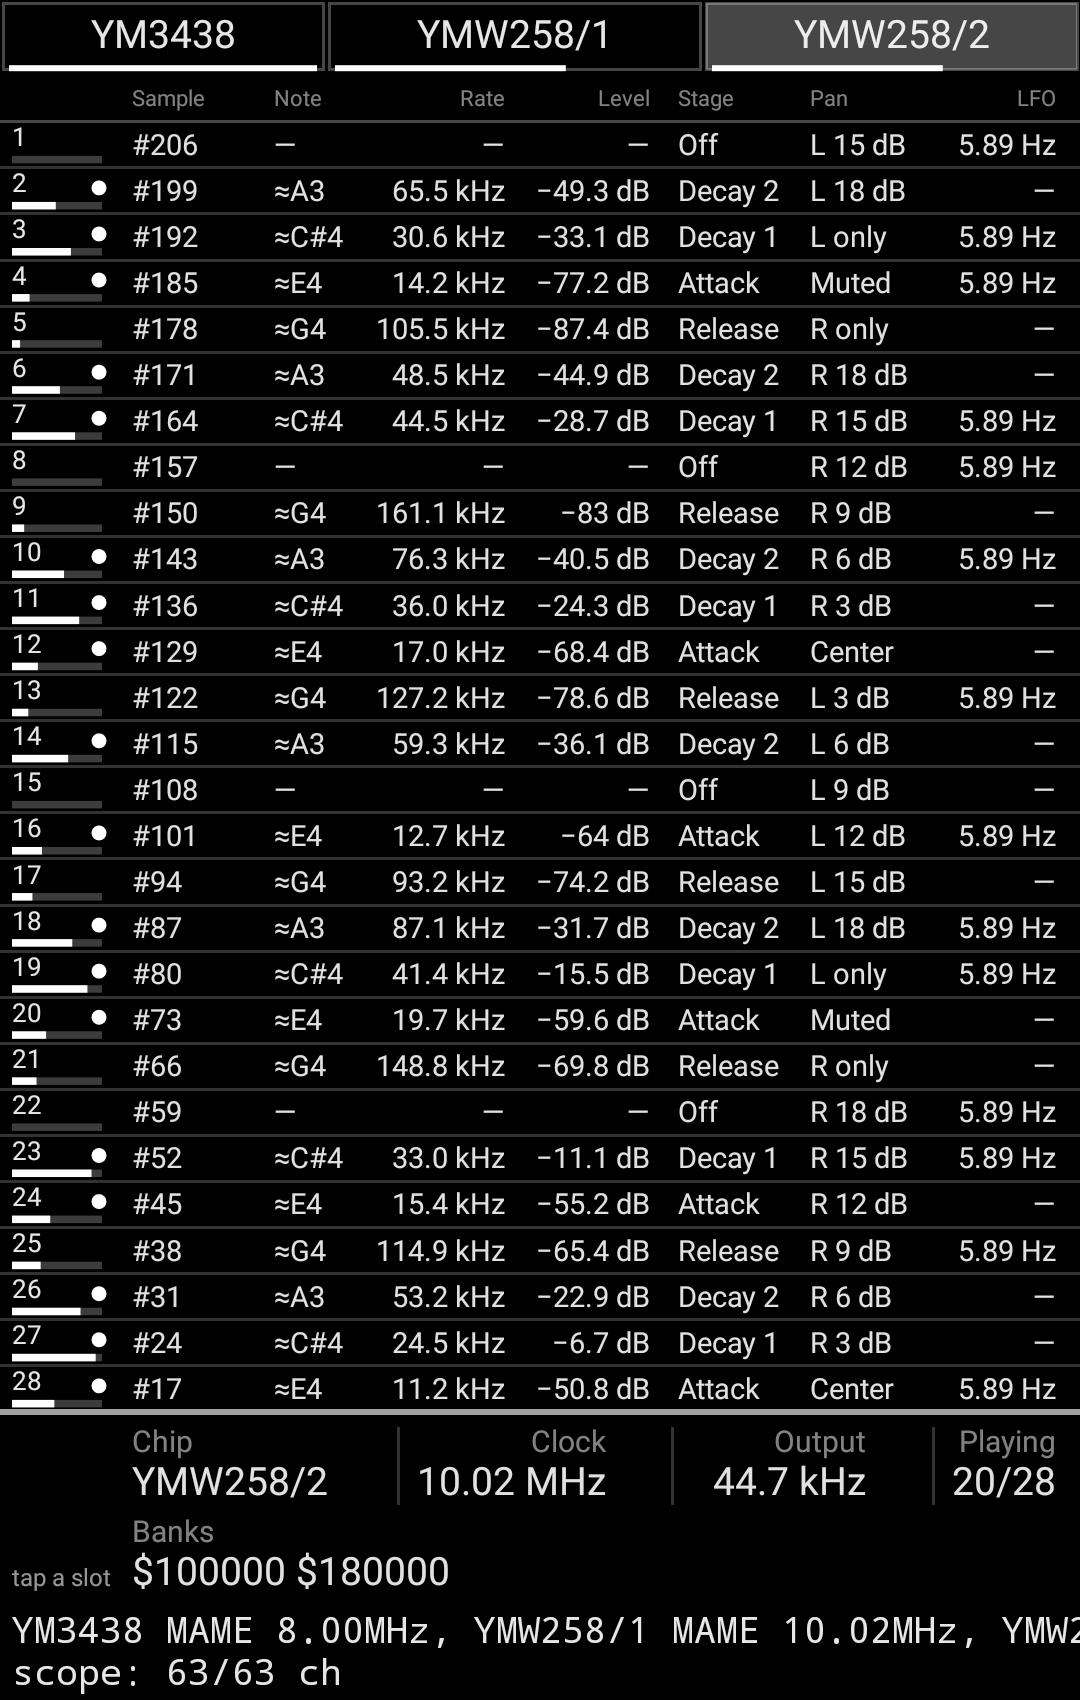 YM3438 YMW258/1 YMW258/2
Sample Note Rate Level Stage Pan LFO
1 #206 — — — Off L 15 dB 5.89 Hz
2 #199 ≈A3 65.5 kHz −49.3 dB Decay 2 L 18 dB —
3 #192 ≈C#4 30.6 kHz −33.1 dB Decay 1 L only 5.89 Hz
4 #185 ≈E4 14.2 kHz −77.2 dB Attack Muted 5.89 Hz
5 #178 ≈G4 105.5 kHz −87.4 dB Release R only —
6 #171 ≈A3 48.5 kHz −44.9 dB Decay 2 R 18 dB —
7 #164 ≈C#4 44.5 kHz −28.7 dB Decay 1 R 15 dB 5.89 Hz
8 #157 — — — Off R 12 dB 5.89 Hz
9 #150 ≈G4 161.1 kHz −83 dB Release R 9 dB —
10 #143 ≈A3 76.3 kHz −40.5 dB Decay 2 R 6 dB 5.89 Hz
11 #136 ≈C#4 36.0 kHz −24.3 dB Decay 1 R 3 dB —
12 #129 ≈E4 17.0 kHz −68.4 dB Attack Center —
13 #122 ≈G4 127.2 kHz −78.6 dB Release L 3 dB 5.89 Hz
14 #115 ≈A3 59.3 kHz −36.1 dB Decay 2 L 6 dB —
15 #108 — — — Off L 9 dB —
16 #101 ≈E4 12.7 kHz −64 dB Attack L 12 dB 5.89 Hz
17 #94 ≈G4 93.2 kHz −74.2 dB Release L 15 dB —
18 #87 ≈A3 87.1 kHz −31.7 dB Decay 2 L 18 dB 5.89 Hz
19 #80 ≈C#4 41.4 kHz −15.5 dB Decay 1 L only 5.89 Hz
20 #73 ≈E4 19.7 kHz −59.6 dB Attack Muted —
21 #66 ≈G4 148.8 kHz −69.8 dB Release R only —
22 #59 — — — Off R 18 dB 5.89 Hz
23 #52 ≈C#4 33.0 kHz −11.1 dB Decay 1 R 15 dB 5.89 Hz
24 #45 ≈E4 15.4 kHz −55.2 dB Attack R 12 dB —
25 #38 ≈G4 114.9 kHz −65.4 dB Release R 9 dB 5.89 Hz
26 #31 ≈A3 53.2 kHz −22.9 dB Decay 2 R 6 dB —
27 #24 ≈C#4 24.5 kHz −6.7 dB Decay 1 R 3 dB —
28 #17 ≈E4 11.2 kHz −50.8 dB Attack Center 5.89 Hz
Chip Clock Output Playing
YMW258/2 10.02 MHz 44.7 kHz 20/28
Banks
tap a slot $100000 $180000
YM3438 MAME 8.00MHz, YMW258/1 MAME 10.02MHz, YMW2
scope: 63/63 ch